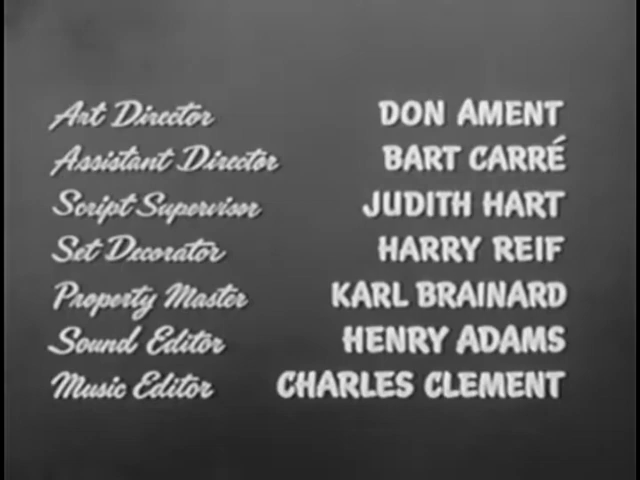 Art Director DON AMENT
Assistant Director BART CARRÉ
Script Supervisor JUDITH HART
Set Decorator HARRY REIF
Property Master KARL BRAINARD
Sound Editor HENRY ADAMS
Music Editor CHARLES CLEMENT